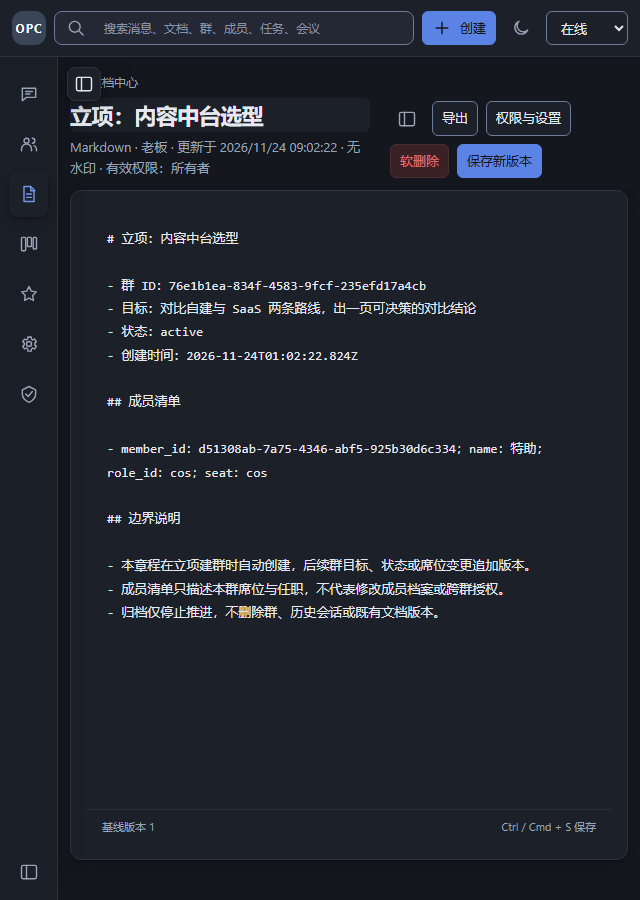 OPC
搜索消息、文档、群、成员、任务、会议
创建
在线
档中心
立项：内容中台选型
导出
权限与设置
Markdown · 老板 · 更新于 2026/11/24 09:02:22 · 无
水印 · 有效权限：所有者
软删除
保存新版本
# 立项：内容中台选型
- 群 ID：76e1b1ea-834f-4583-9fcf-235efd17a4cb
- 目标：对比自建与 SaaS 两条路线，出一页可决策的对比结论
- 状态：active
- 创建时间：2026-11-24T01:02:22.824Z
## 成员清单
- member_id：d51308ab-7a75-4346-abf5-925b30d6c334；name：特助；
role_id：cos；seat：cos
## 边界说明
- 本章程在立项建群时自动创建，后续群目标、状态或席位变更追加版本。
- 成员清单只描述本群席位与任职，不代表修改成员档案或跨群授权。
- 归档仅停止推进，不删除群、历史会话或既有文档版本。
基线版本 1
Ctrl / Cmd + S 保存